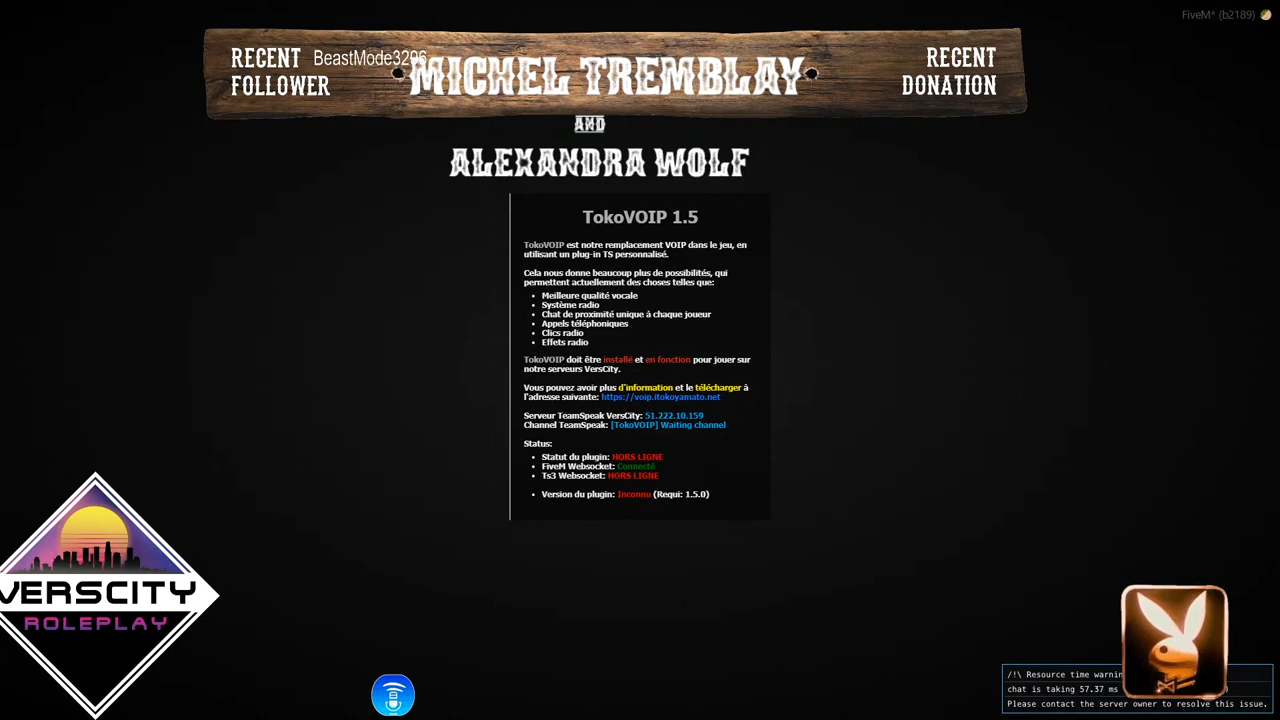 FiveM* (b2189)
RECENT
FOLLOWER
BeastMode3296
MICHEL TREMBLAY
RECENT
DONATION
AND
ALEXANDRA WOLF
TokoVOIP 1.5
TokoVOIP est notre remplacement VOIP dans le jeu, en
utilisant un plug-in TS personnalisé.
Cela nous donne beaucoup plus de possibilités, qui
permettent actuellement des choses telles que:
Meilleure qualité vocale
Système radio
Chat de proximité unique à chaque joueur
Appels téléphoniques
Clics radio
Effets radio
TokoVOIP doit être installé et en fonction pour jouer sur
notre serveurs VersCity.
Vous pouvez avoir plus d'information et le télécharger à
l'adresse suivante: https://voip.itokoyamato.net
Serveur TeamSpeak VersCity: 51.222.10.159
Channel TeamSpeak: [TokoVOIP] Waiting channel
Status:
Statut du plugin: HORS LIGNE
FiveM Websocket: Connecté
Ts3 Websocket: HORS LIGNE
Version du plugin: Inconnu (Requi: 1.5.0)
VERSCITY
ROLEPLAY
/!\ Resource time
chat is taking 57.37 ms
Please contact the server owner to resolve this issue.